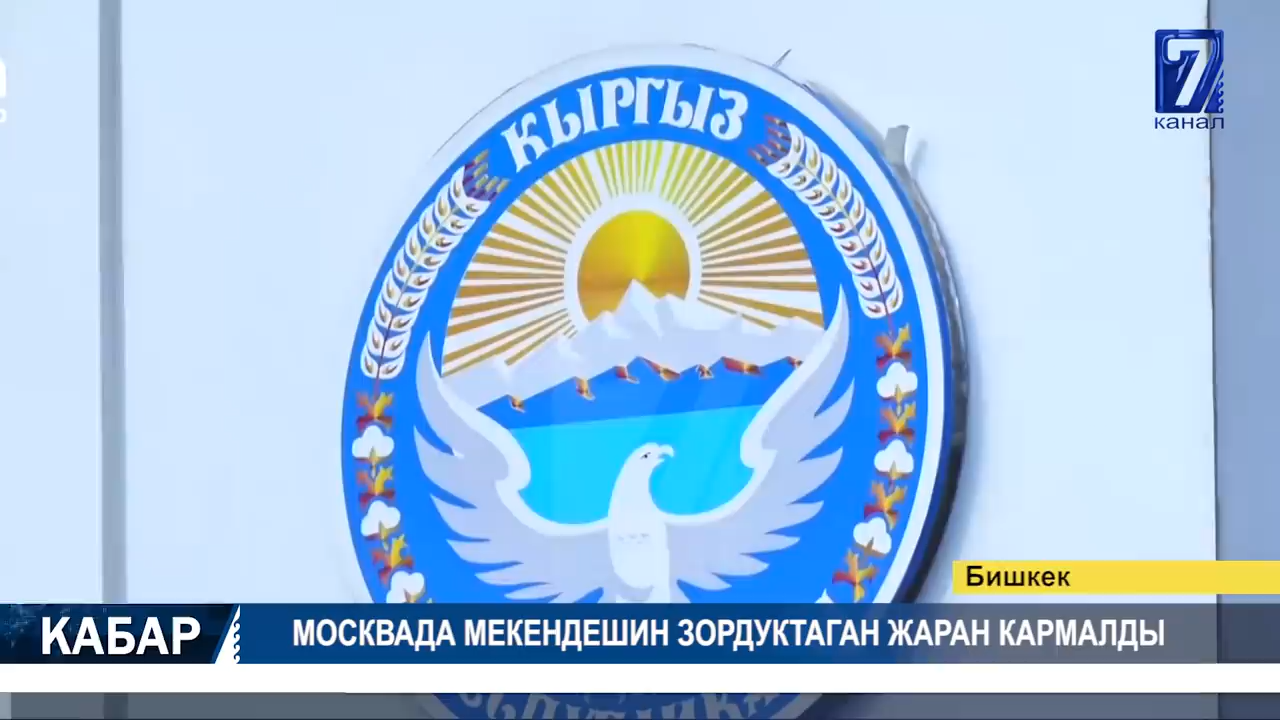 КЫРГЫЗ
7
канал
Бишкек
КАБАР
МОСКВАДА МЕКЕНДЕШИН ЗОРДУКТАГАН ЖАРАН КАРМАЛДЫ